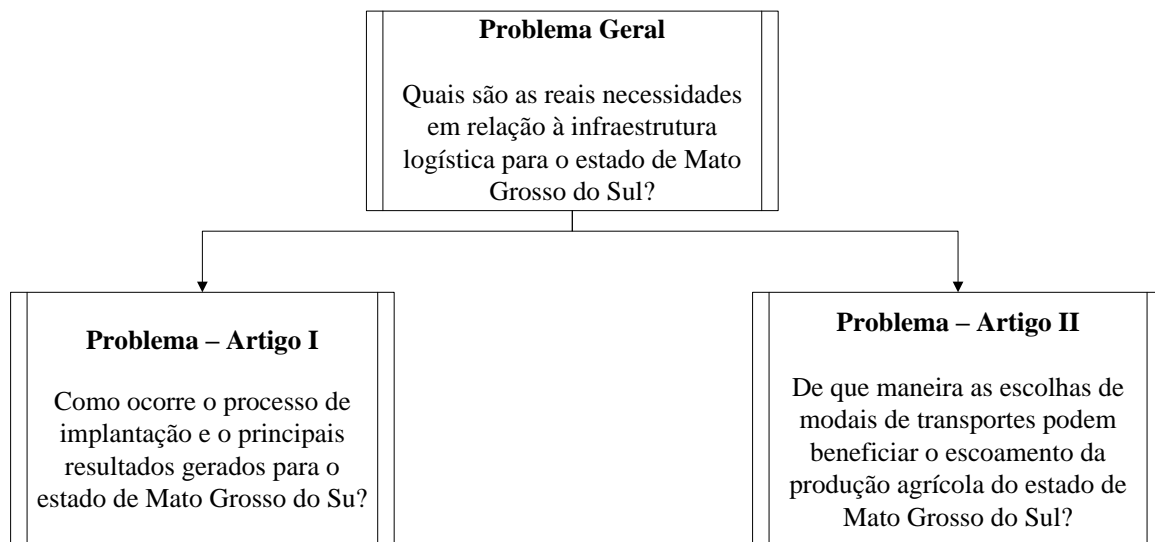 Problema Geral
Quais são as reais necessidades
em relação à infraestrutura
logística para o estado de Mato
Grosso do Sul?
Problema – Artigo I
Como ocorre o processo de
implantação e o principais
resultados gerados para o
estado de Mato Grosso do Su?
Problema – Artigo II
De que maneira as escolhas de
modais de transportes podem
beneficiar o escoamento da
produção agrícola do estado de
Mato Grosso do Sul?